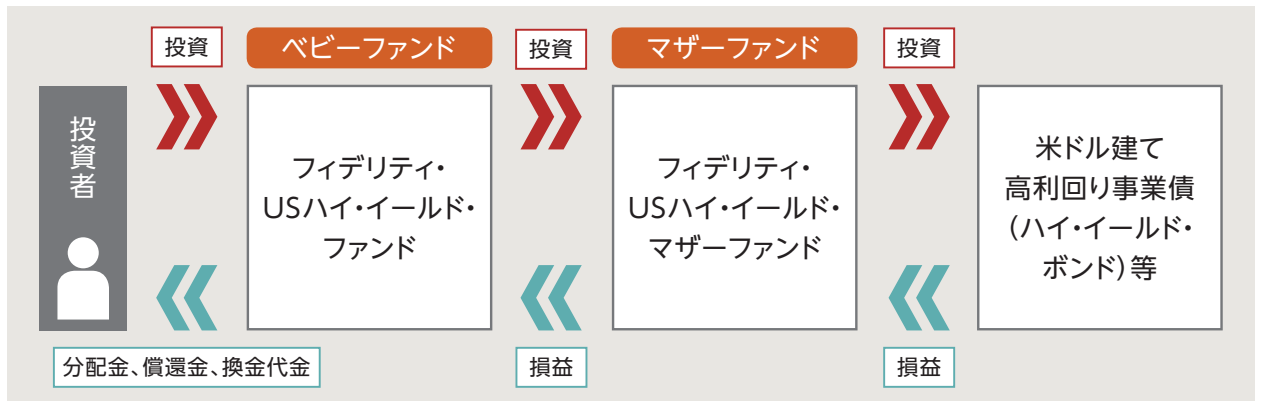 投資
ベビーファンド
投資
マザーファンド
投資
投資者
フィデリティ・
USハイ・イールド・
ファンド
フィデリティ・
USハイ・イールド・
マザーファンド
米ドル建て
高利回り事業債
(ハイ・イールド・
ボンド)等
分配金、償還金、換金代金
損益
損益